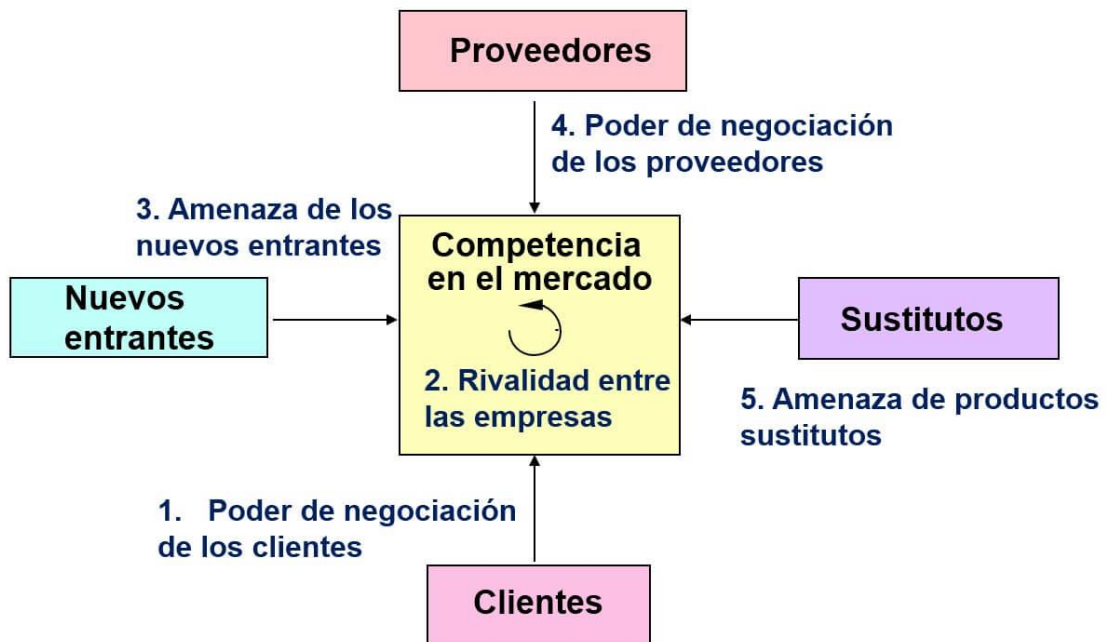 Proveedores
4. Poder de negociación
de los proveedores
3. Amenaza de los
nuevos entrantes
Competencia
en el mercado
Nuevos
entrantes
Sustitutos
2. Rivalidad entre
las empresas
5. Amenaza de productos
sustitutos
1. Poder de negociación
de los clientes
Clientes